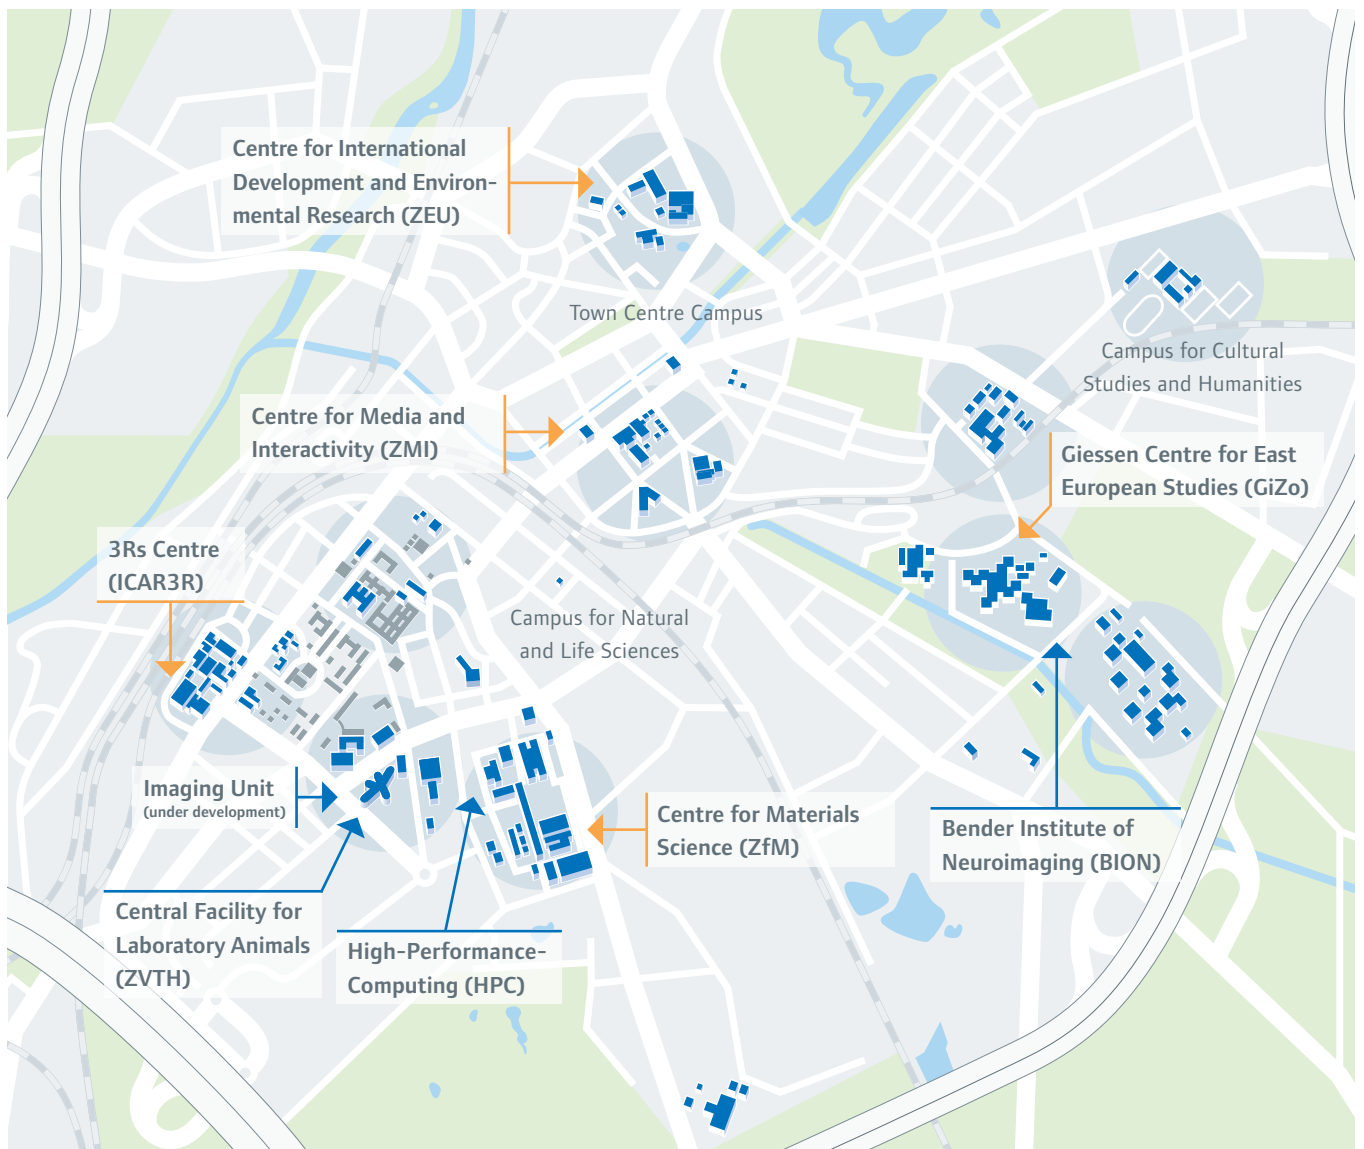 Centre for International
Development and Environ-
mental Research (ZEU)
Town Centre Campus
Campus for Cultural
Studies and Humanities
Centre for Media and
Interactivity (ZMI)
Giessen Centre for East
European Studies (GiZo)
3Rs Centre
(ICAR3R)
Campus for Natural
and Life Sciences
Imaging Unit
(under development)
Centre for Materials
Science (ZfM)
Bender Institute of
Neuroimaging (BION)
Central Facility for
Laboratory Animals
(ZVTH)
High-Performance-
Computing (HPC)